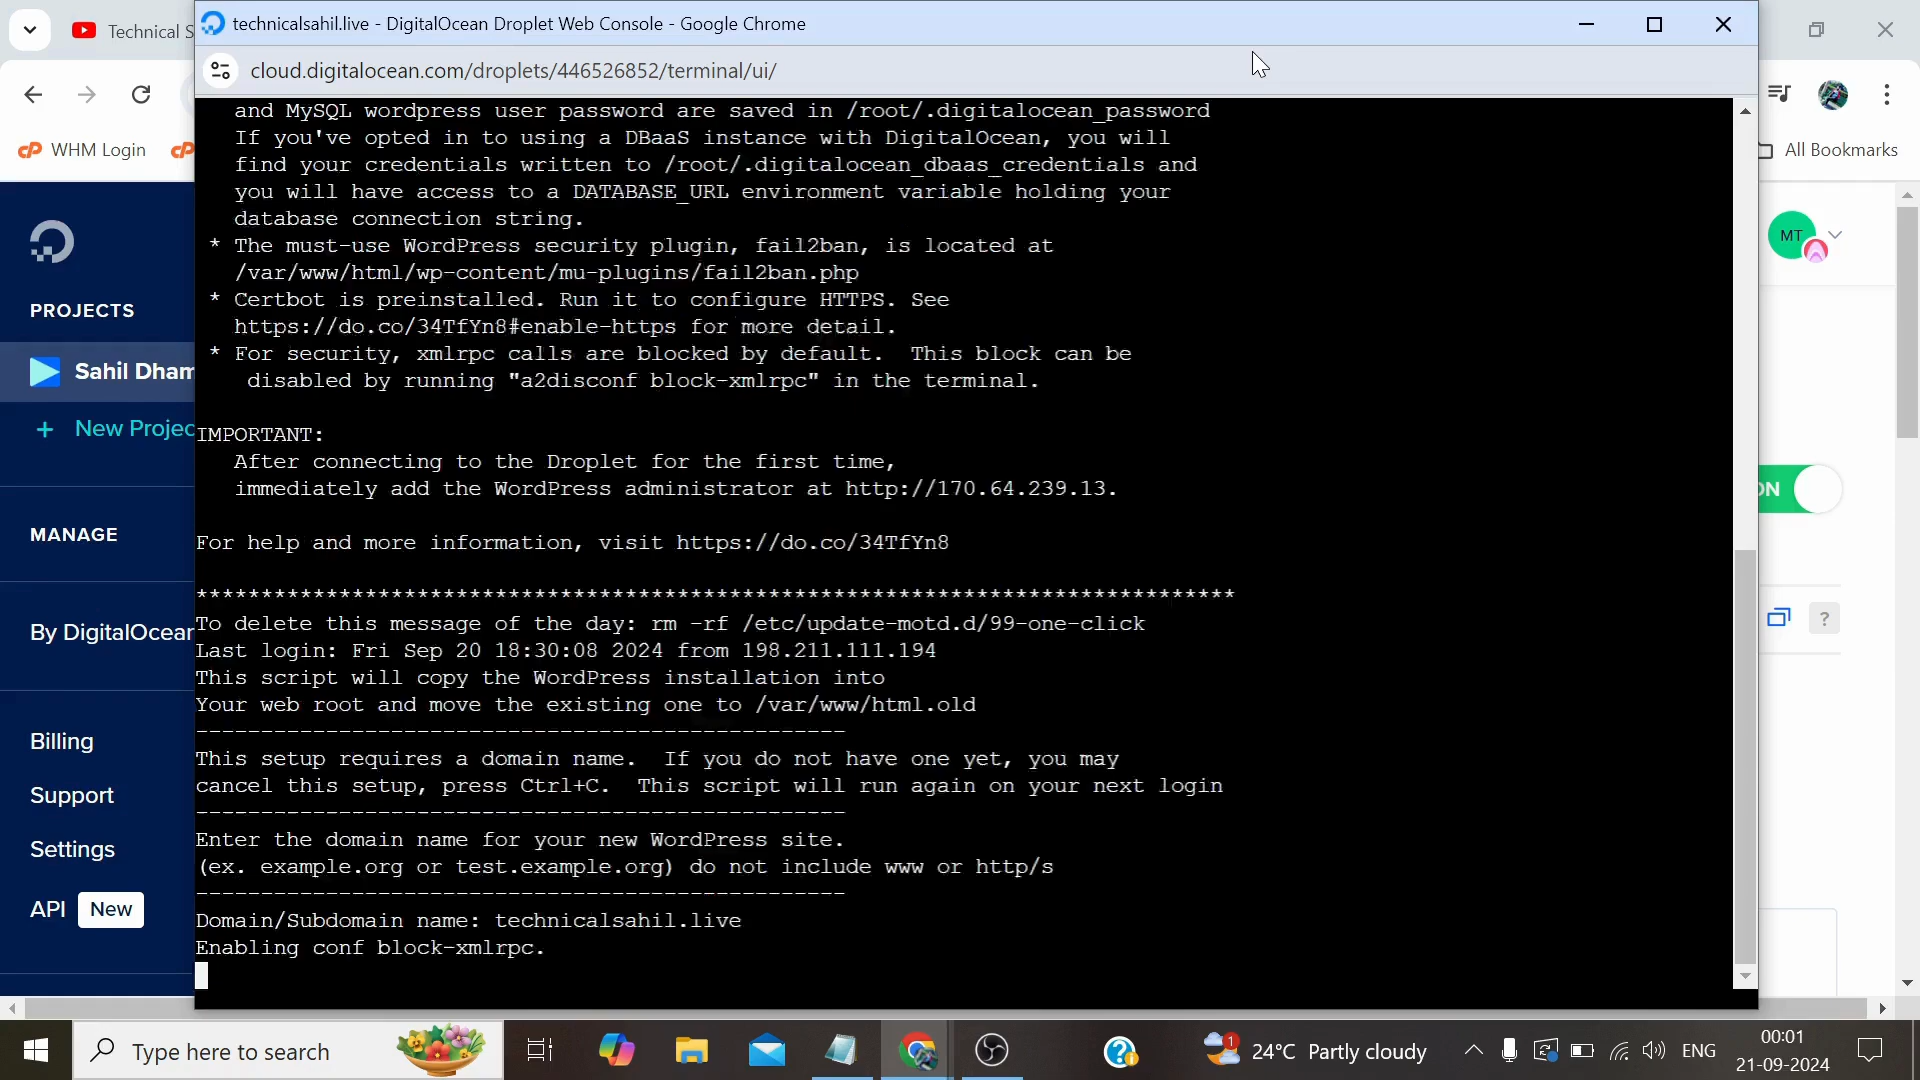 Technical S
technicalsahil.live - DigitalOcean Droplet Web Console - Google Chrome
cloud.digitalocean.com/droplets/446526852/terminal/ui/
WHM Login
All Bookmarks
MT
PROJECTS
Sahil Dham
+ New Projec
MANAGE
By DigitalOcean
Billing
Support
Settings
API New
ON
?
and MySQL wordpress user password are saved in /root/.digitalocean_password
If you've opted in to using a DBaaS instance with DigitalOcean, you will
find your credentials written to /root/.digitalocean_dbaas_credentials and
you will have access to a DATABASE_URL environment variable holding your
database connection string.
* The must-use WordPress security plugin, fail2ban, is located at
/var/www/html/wp-content/mu-plugins/fail2ban.php
* Certbot is preinstalled. Run it to configure HTTPS. See
https://do.co/34TfYn8#enable-https for more detail.
* For security, xmlrpc calls are blocked by default.  This block can be
disabled by running "a2disconf block-xmlrpc" in the terminal.
IMPORTANT:
After connecting to the Droplet for the first time,
immediately add the WordPress administrator at http://170.64.239.13.
For help and more information, visit https://do.co/34TfYn8
********************************************************************************
To delete this message of the day: rm -rf /etc/update-motd.d/99-one-click
Last login: Fri Sep 20 18:30:08 2024 from 198.211.111.194
This script will copy the WordPress installation into
Your web root and move the existing one to /var/www/html.old
--------------------------------------------------
This setup requires a domain name.  If you do not have one yet, you may
cancel this setup, press Ctrl+C.  This script will run again on your next login
--------------------------------------------------
Enter the domain name for your new WordPress site.
(ex. example.org or test.example.org) do not include www or http/s
--------------------------------------------------
Domain/Subdomain name: technicalsahil.live
Enabling conf block-xmlrpc.
Type here to search
1
24°C Partly cloudy
ENG
00:01
21-09-2024